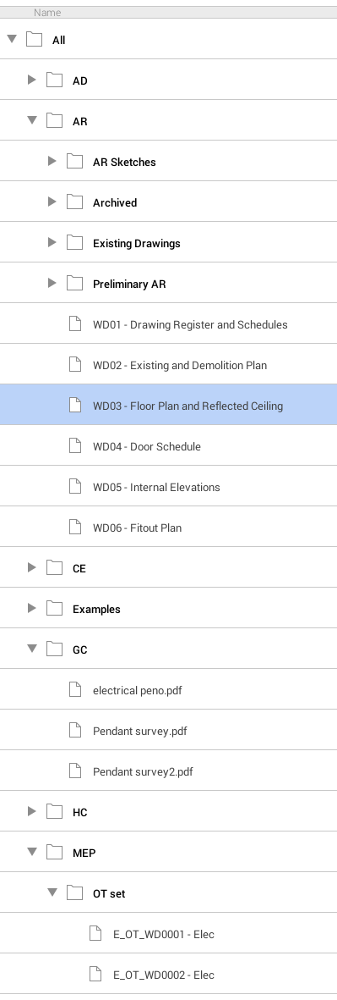 Name
All
AD
AR
AR Sketches
Archived
Existing Drawings
Preliminary AR
WD01 - Drawing Register and Schedules
WD02 - Existing and Demolition Plan
WD03 - Floor Plan and Reflected Ceiling
WD04 - Door Schedule
WD05 - Internal Elevations
WD06 - Fitout Plan
CE
Examples
GC
electrical peno.pdf
Pendant survey.pdf
Pendant survey2.pdf
HC
MEP
OT set
E_OT_WD0001 - Elec
E_OT_WD0002 - Elec